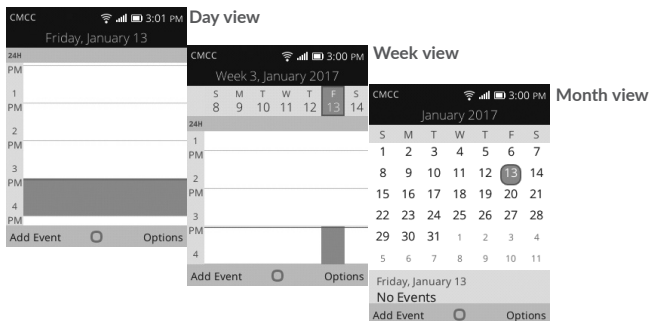 CMCC 3:01 PM
Friday, January 13
24H
PM
1
PM
2
PM
3
PM
4
PM
Add Event Options
Day view
CMCC 3:00 PM
Week 3, January 2017
S M T W T F S
8 9 10 11 12 13 14
24H
1
PM
2
PM
3
PM
4
Add Event Options
Week view
CMCC 3:00 PM
January 2017
S M T W T F S
1 2 3 4 5 6 7
8 9 10 11 12 13 14
15 16 17 18 19 20 21
22 23 24 25 26 27 28
29 30 31 1 2 3 4
5 6 7 8 9 10 11
Friday, January 13
No Events
Add Event Options
Month view